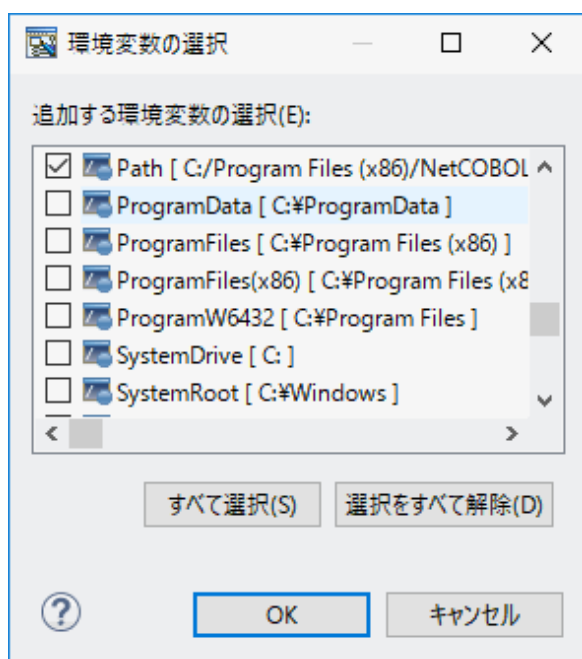 環境変数の選択
追加する環境変数の選択(E):
Path [ C:/Program Files (x86)/NetCOBOL
ProgramData [ C:¥ProgramData ]
ProgramFiles [ C:¥Program Files (x86) ]
ProgramFiles(x86) [ C:¥Program Files (x8
ProgramW6432 [ C:¥Program Files ]
SystemDrive [ C: ]
SystemRoot [ C:¥Windows ]
すべて選択(S) 選択をすべて解除(D)
? OK キャンセル